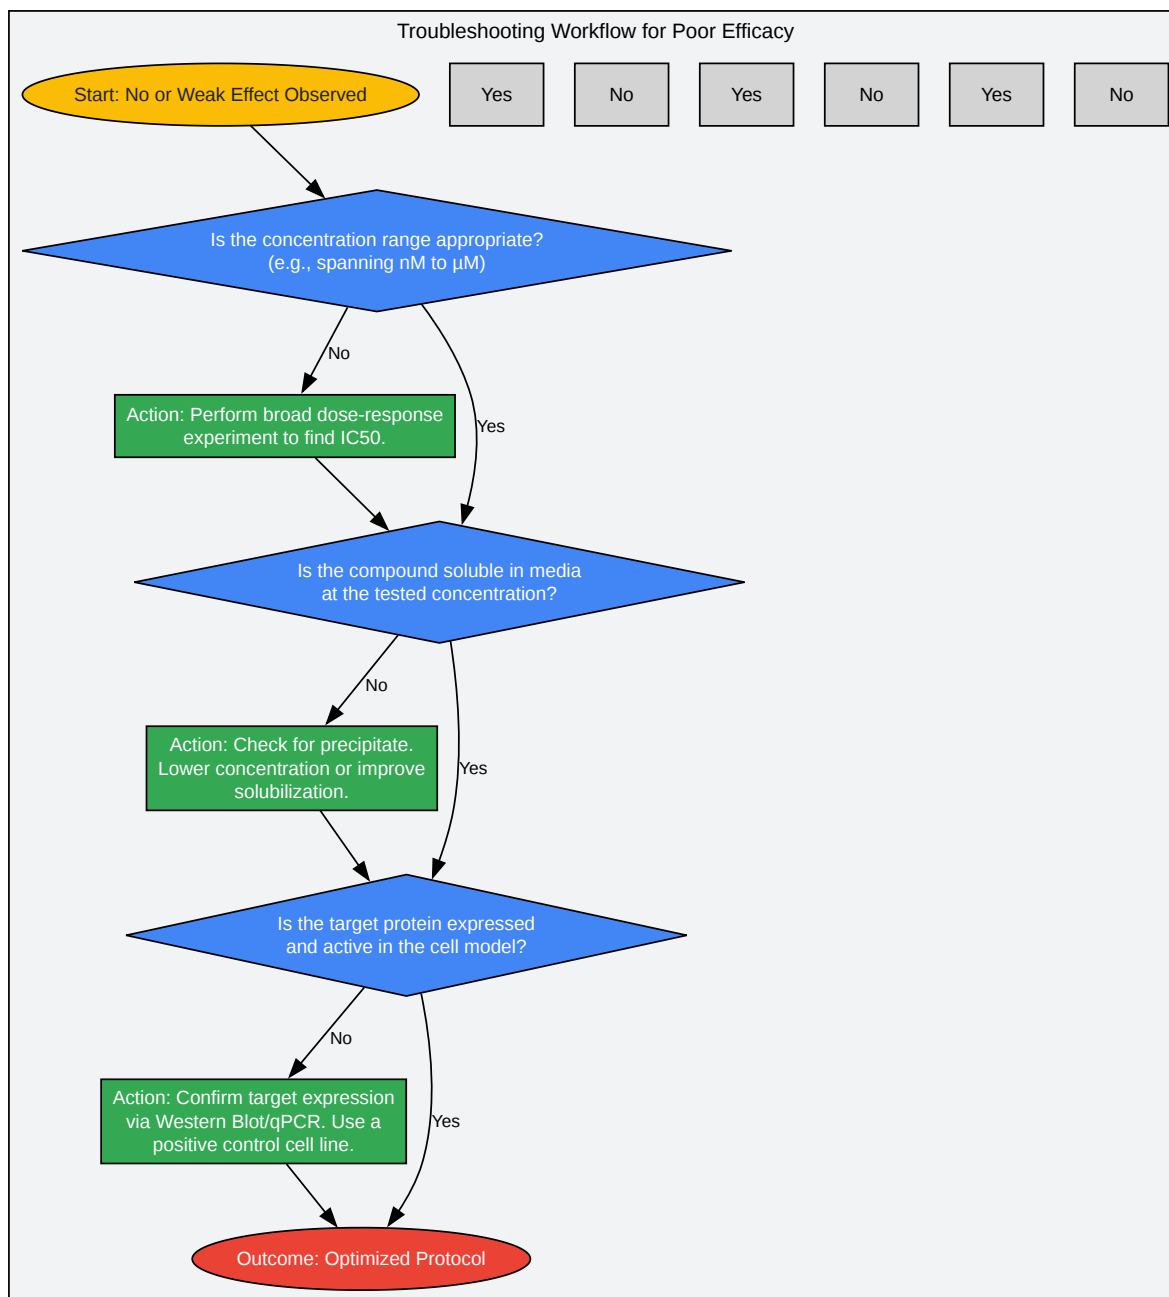 Troubleshooting Workflow for Poor Efficacy
Start: No or Weak Effect Observed
Yes
No
Yes
No
Yes
No
Is the concentration range appropriate?
(e.g., spanning nM to µM)
No
Action: Perform broad dose-response
experiment to find IC50.
Yes
Is the compound soluble in media
at the tested concentration?
No
Action: Check for precipitate.
Lower concentration or improve
solubilization.
Yes
Is the target protein expressed
and active in the cell model?
No
Action: Confirm target expression
via Western Blot/qPCR. Use a
positive control cell line.
Yes
Outcome: Optimized Protocol